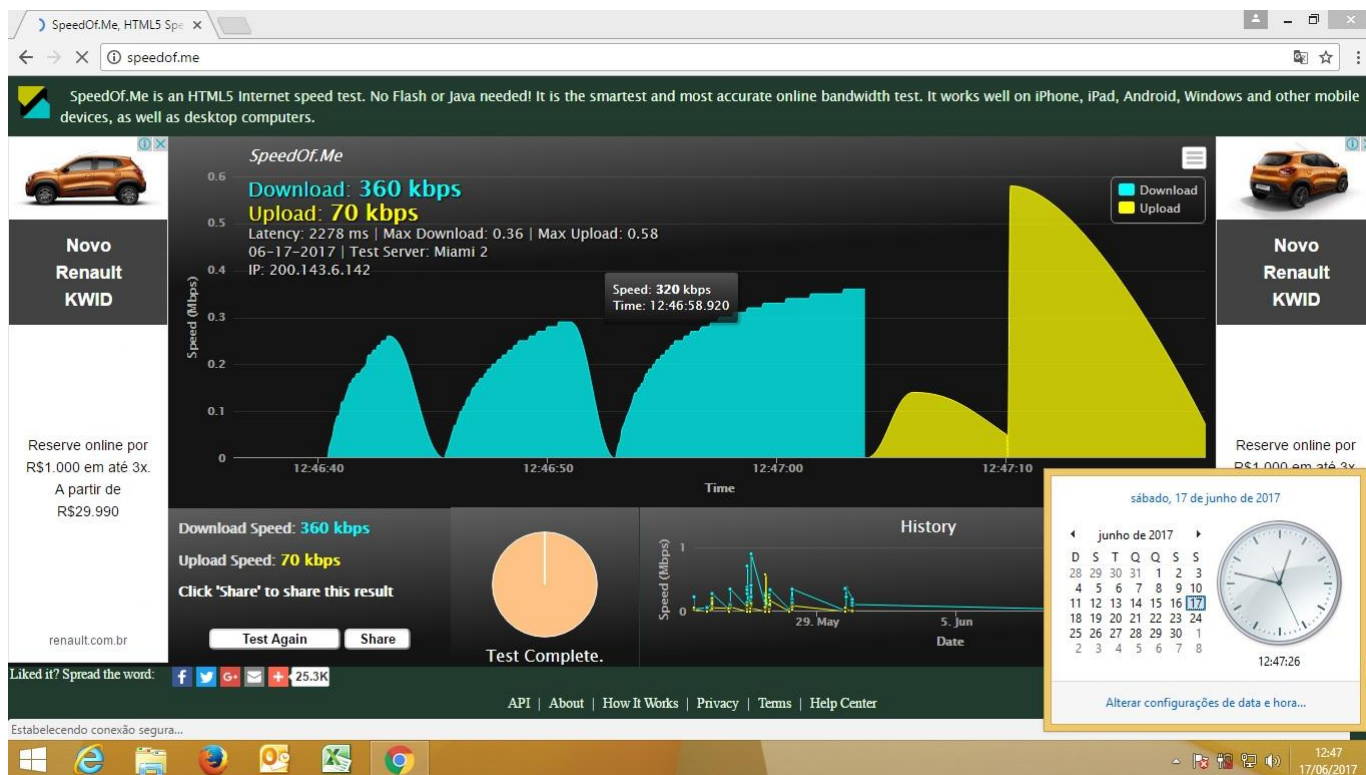 SpeedOf.Me, HTML5 Spe
speedof.me
SpeedOf.Me is an HTML5 Internet speed test. No Flash or Java needed! It is the smartest and most accurate online bandwidth test. It works well on iPhone, iPad, Android, Windows and other mobile
devices, as well as desktop computers.
Novo
Renault
KWID
Reserve online por
R$1.000 em até 3x.
A partir de
R$29.990
renault.com.br
SpeedOf.Me
Download: 360 kbps
Upload: 70 kbps
Latency: 2278 ms | Max Download: 0.36 | Max Upload: 0.58
06-17-2017 | Test Server: Miami 2
IP: 200.143.6.142
Download
Upload
Speed: 320 kbps
Time: 12:46:58.920
Speed (Mbps)
0.6
0.5
0.4
0.3
0.2
0.1
0
12:46:40 12:46:50 12:47:00 12:47:10
Time
Novo
Renault
KWID
Reserve online por
R$1.000 em até 3x
Download Speed: 360 kbps
Upload Speed: 70 kbps
Click 'Share' to share this result
Test Again Share
Test Complete.
History
Speed (Mbps)
1
0
29. May 5. Jun
Date
sábado, 17 de junho de 2017
junho de 2017
D S T Q Q S S
28 29 30 31 1 2 3
4 5 6 7 8 9 10
11 12 13 14 15 16 17
18 19 20 21 22 23 24
25 26 27 28 29 30 1
2 3 4 5 6 7 8
12:47:26
Alterar configurações de data e hora...
Liked it? Spread the word:
25.3K
API | About | How It Works | Privacy | Terms | Help Center
Estabelecendo conexão segura...
12:47
17/06/2017